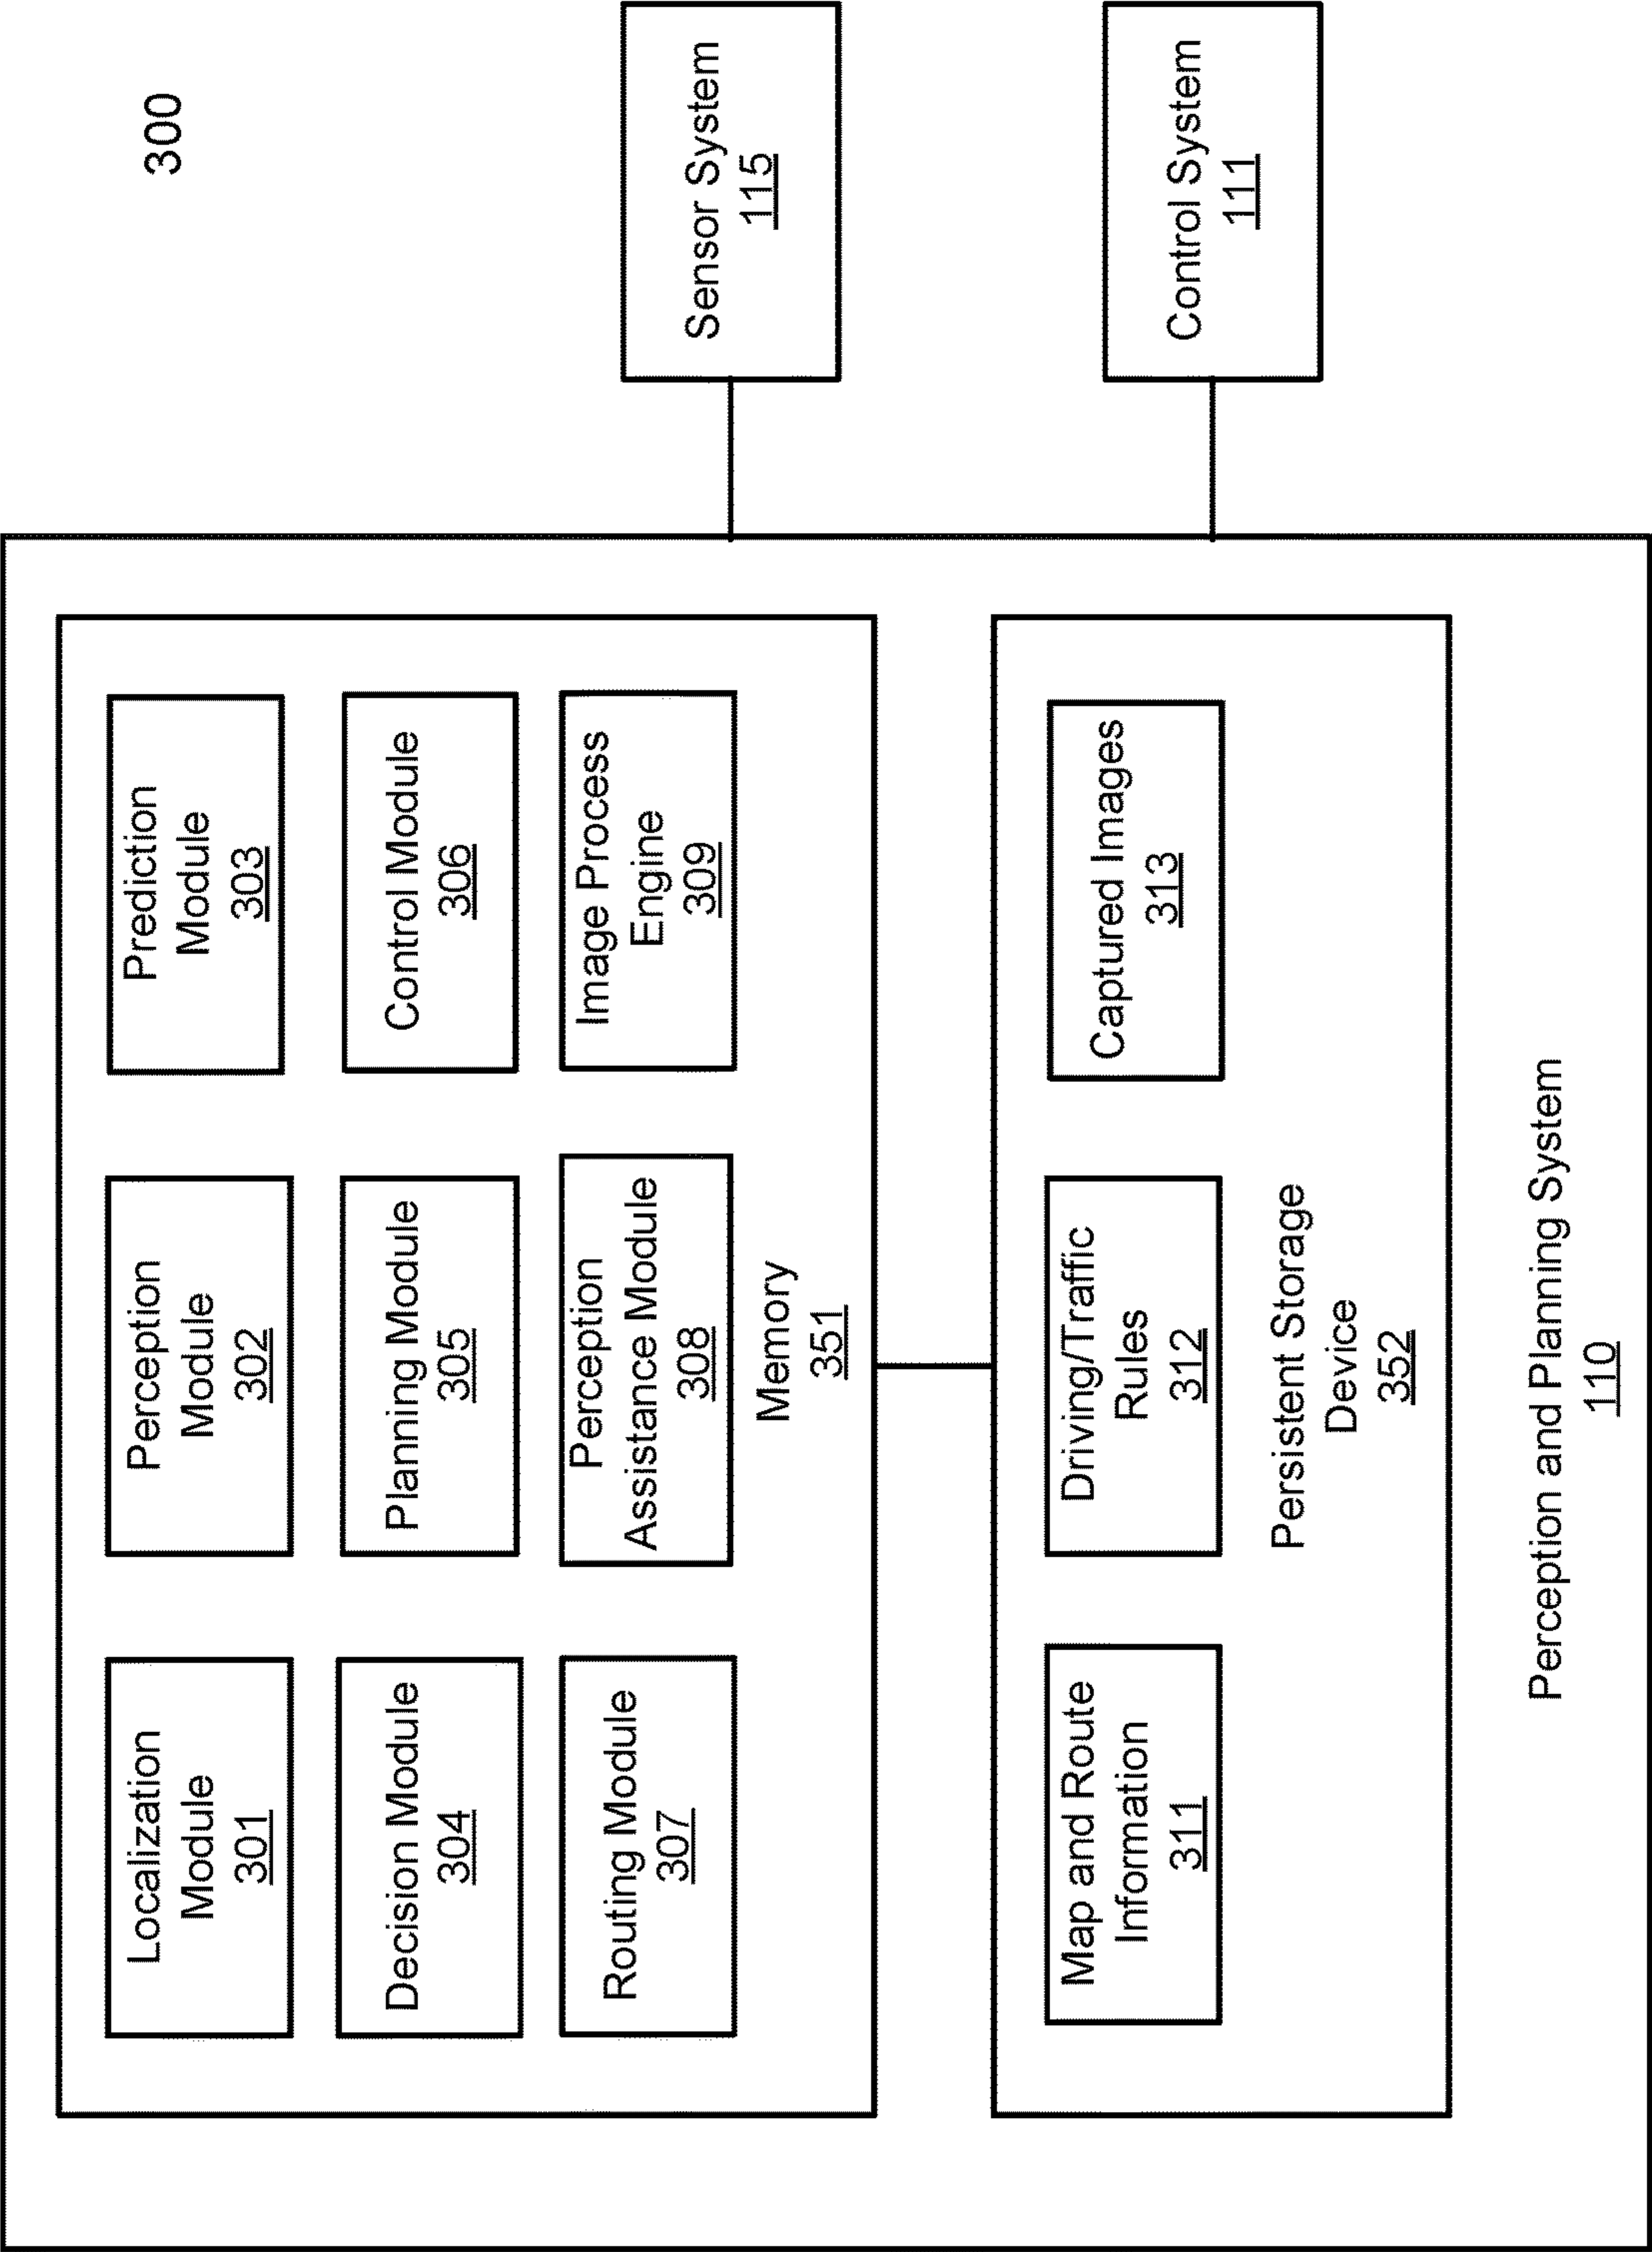 300
Localization
Module
301
Perception
Module
302
Prediction
Module
303
Decision Module
304
Planning Module
305
Control Module
306
Routing Module
307
Perception
Assistance Module
308
Image Process
Engine
309
Memory
351
Sensor System
115
Map and Route
Information
311
Driving/Traffic
Rules
312
Captured Images
313
Persistent Storage
Device
352
Control System
111
Perception and Planning System
110